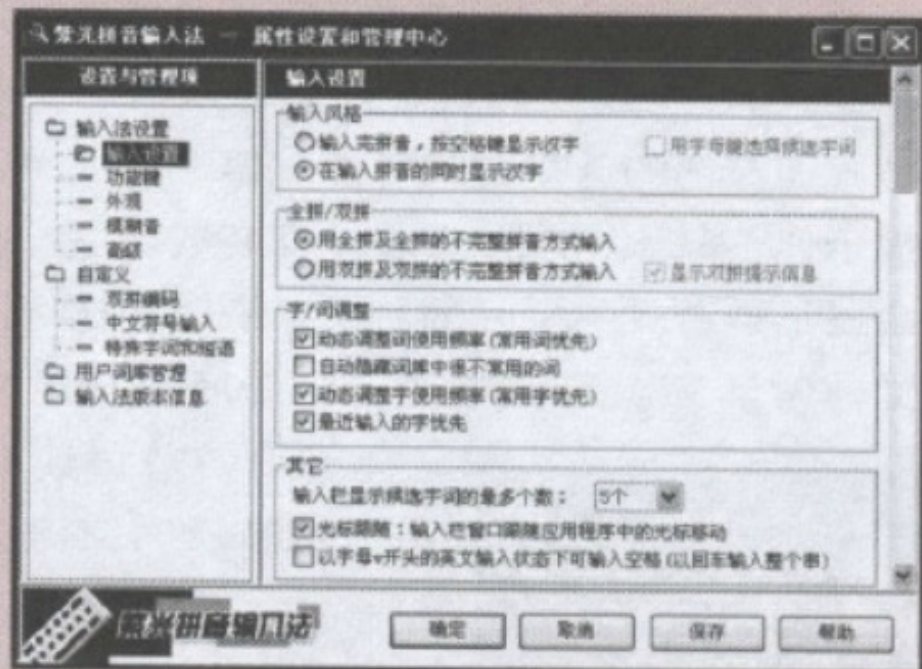 紫光拼音输入法 — 属性设置和管理中心
设置与管理项
输入法设置
输入设置
功能键
外观
模糊音
高级
自定义
双拼编码
中文符号输入
特殊字词和短语
用户词库管理
输入法版本信息
输入设置
输入风格
输入完拼音，按空格键显示汉字
用字母键选择候选字词
在输入拼音的同时显示汉字
全拼/双拼
用全拼及全拼的不完整拼音方式输入
用双拼及双拼的不完整拼音方式输入
显示双拼提示信息
字/词调整
动态调整词使用频率(常用词优先)
自动隐藏词库中很不常用的词
动态调整字使用频率(常用字优先)
最近输入的字优先
其它
输入栏显示候选字词的最多个数： 5个
光标跟随：输入栏窗口跟随应用程序中的光标移动
以字母v开头的英文输入状态下可输入空格(以回车输入整个串)
紫光拼音输入法
确定 取消 保存 帮助